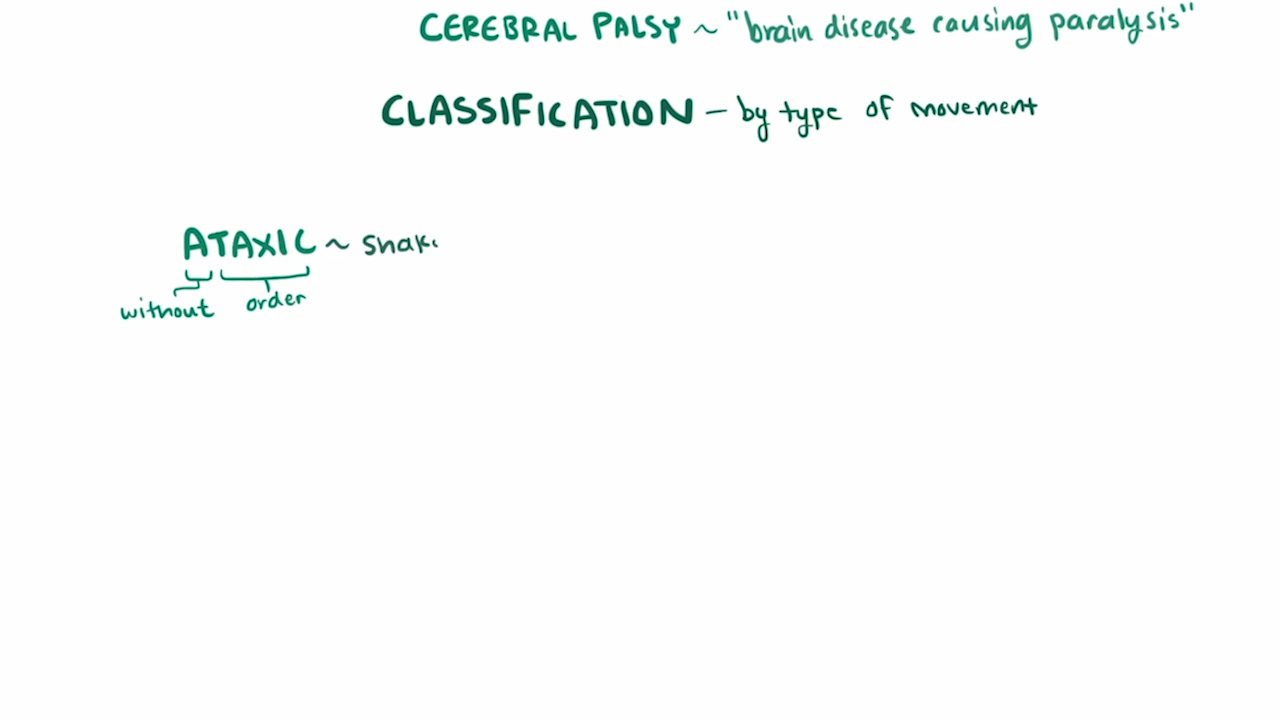 CEREBRAL PALSY ~ "brain disease causing paralysis"
CLASSIFICATION - by type of movement
ATAXIC ~
without order